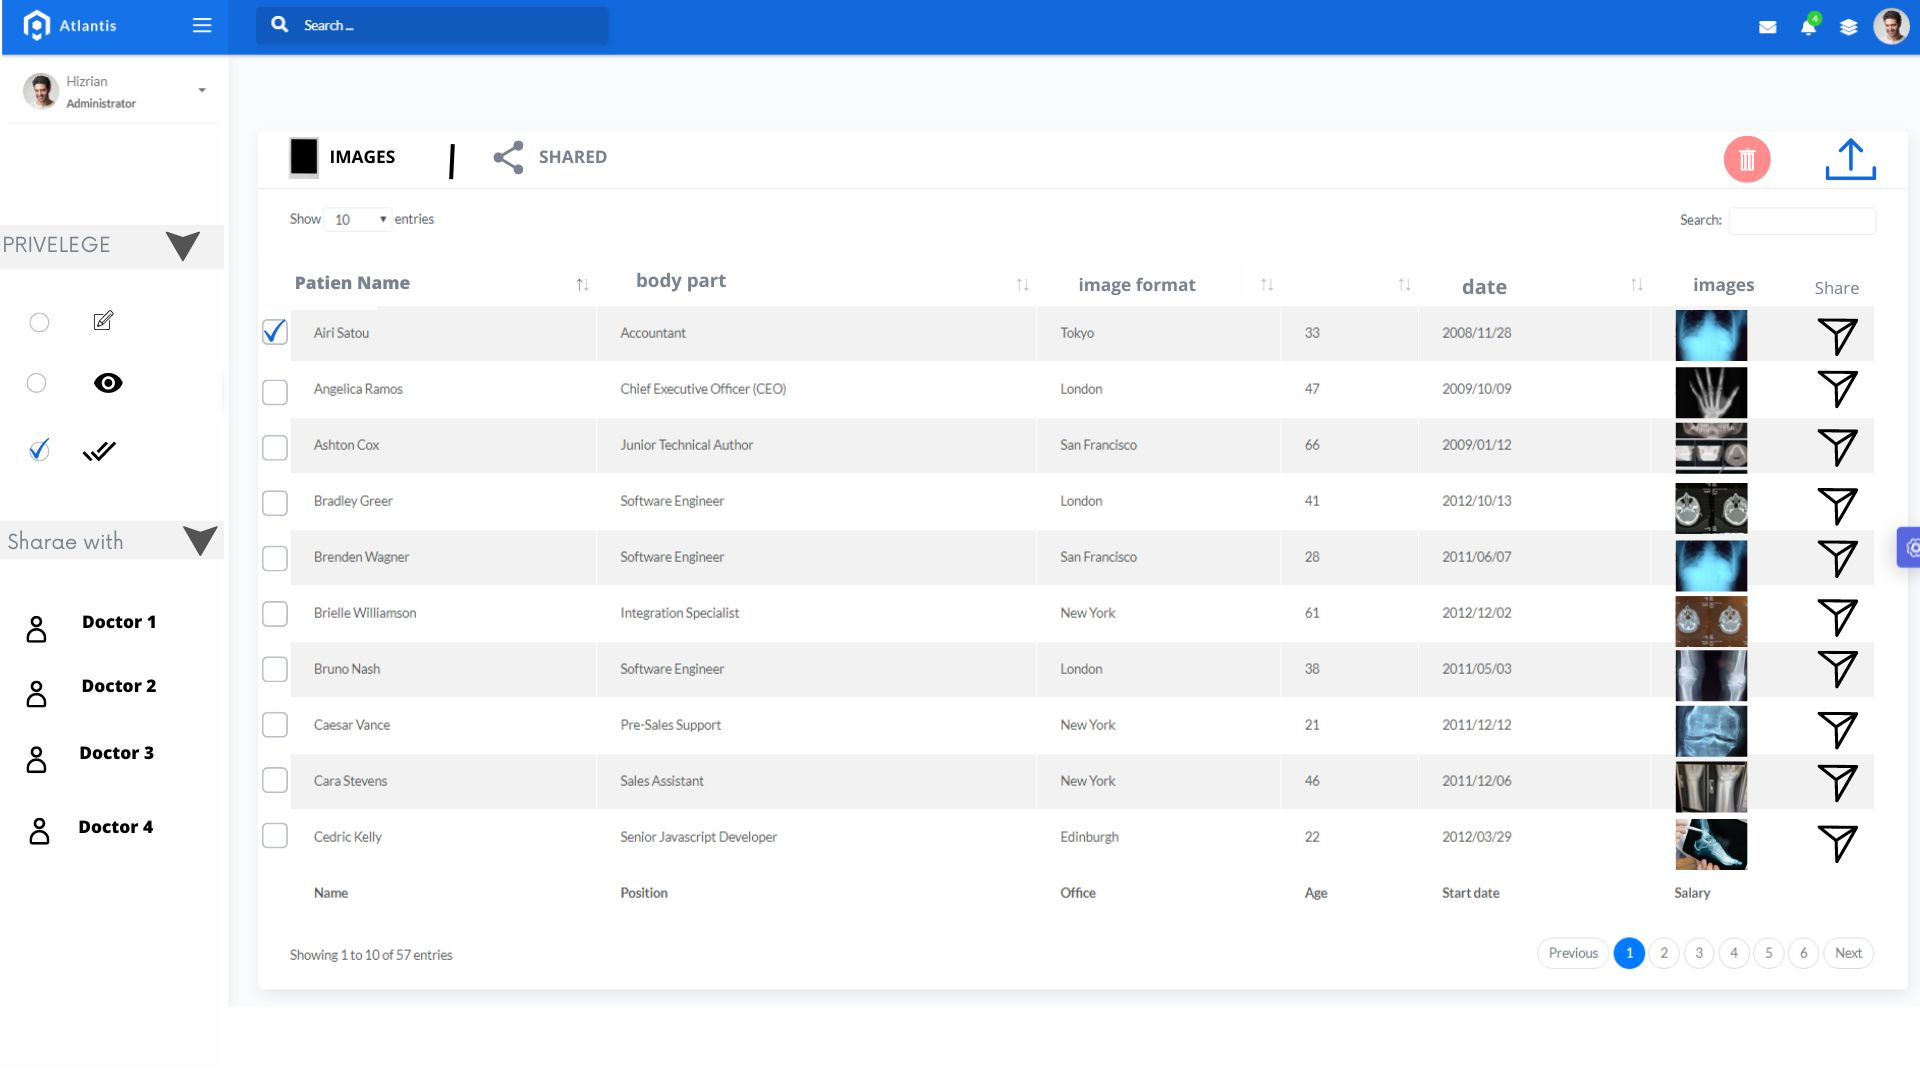 Atlantis
Search ...
4
Hizrian
Administrator
IMAGES
SHARED
Show 10 entries
Search:
PRIVELEGE
Sharae with
Doctor 1
Doctor 2
Doctor 3
Doctor 4
Patien Name body part image format date images Share
Airi Satou Accountant Tokyo 33 2008/11/28
Angelica Ramos Chief Executive Officer (CEO) London 47 2009/10/09
Ashton Cox Junior Technical Author San Francisco 66 2009/01/12
Bradley Greer Software Engineer London 41 2012/10/13
Brenden Wagner Software Engineer San Francisco 28 2011/06/07
Brielle Williamson Integration Specialist New York 61 2012/12/02
Bruno Nash Software Engineer London 38 2011/05/03
Caesar Vance Pre-Sales Support New York 21 2011/12/12
Cara Stevens Sales Assistant New York 46 2011/12/06
Cedric Kelly Senior Javascript Developer Edinburgh 22 2012/03/29
Name Position Office Age Start date Salary
Showing 1 to 10 of 57 entries
Previous 1 2 3 4 5 6 Next